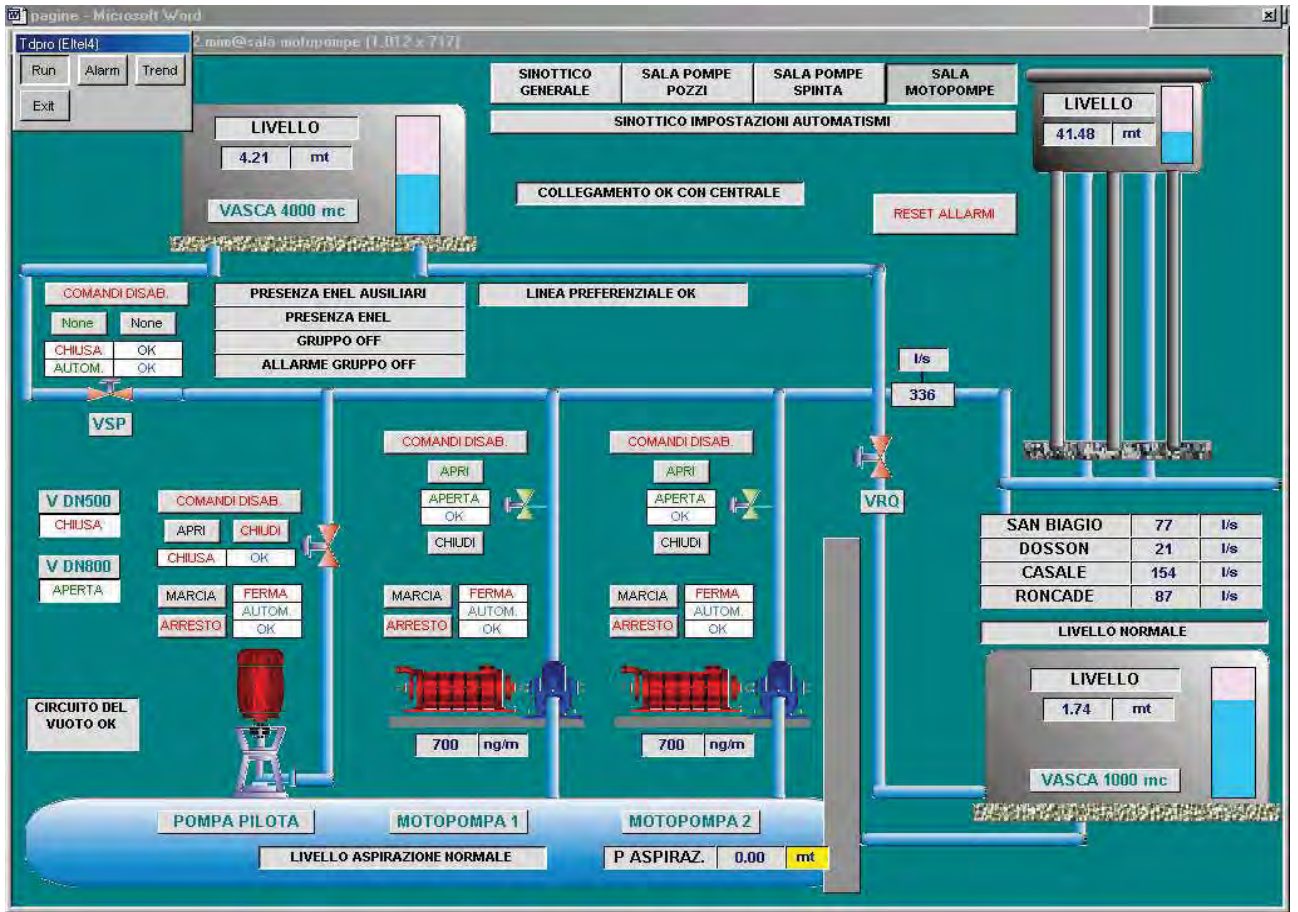 pagine - Microsoft Word
Tdpro (Eltel4)
2.mim@sala motopompe (1.012 x 717)
Run Alarm Trend
Exit
SINOTTICO GENERALE
SALA POMPE POZZI
SALA POMPE SPINTA
SALA MOTOPOMPE
SINOTTICO IMPOSTAZIONI AUTOMATISMI
LIVELLO
4.21 mt
VASCA 4000 mc
COLLEGAMENTO OK CON CENTRALE
RESET ALLARMI
LIVELLO
41.48 mt
COMANDI DISAB.
None None
CHIUSA OK
AUTOM. OK
VSP
PRESENZA ENEL AUSILIARI
PRESENZA ENEL
GRUPPO OFF
ALLARME GRUPPO OFF
LINEA PREFERENZIALE OK
l/s
336
VRQ
V DN500
CHIUSA
V DN800
APERTA
COMANDI DISAB.
APRI CHIUDI
CHIUSA OK
MARCIA FERMA
AUTOM.
ARRESTO OK
COMANDI DISAB.
APRI
APERTA
OK
CHIUDI
MARCIA FERMA
AUTOM.
ARRESTO OK
700 ng/m
COMANDI DISAB.
APRI
APERTA
OK
CHIUDI
MARCIA FERMA
AUTOM.
ARRESTO OK
700 ng/m
SAN BIAGIO 77 l/s
DOSSON 21 l/s
CASALE 154 l/s
RONCADE 87 l/s
LIVELLO NORMALE
LIVELLO
1.74 mt
VASCA 1000 mc
CIRCUITO DEL
VUOTO OK
POMPA PILOTA
MOTOPOMPA 1
MOTOPOMPA 2
LIVELLO ASPIRAZIONE NORMALE
P ASPIRAZ. 0.00 mt